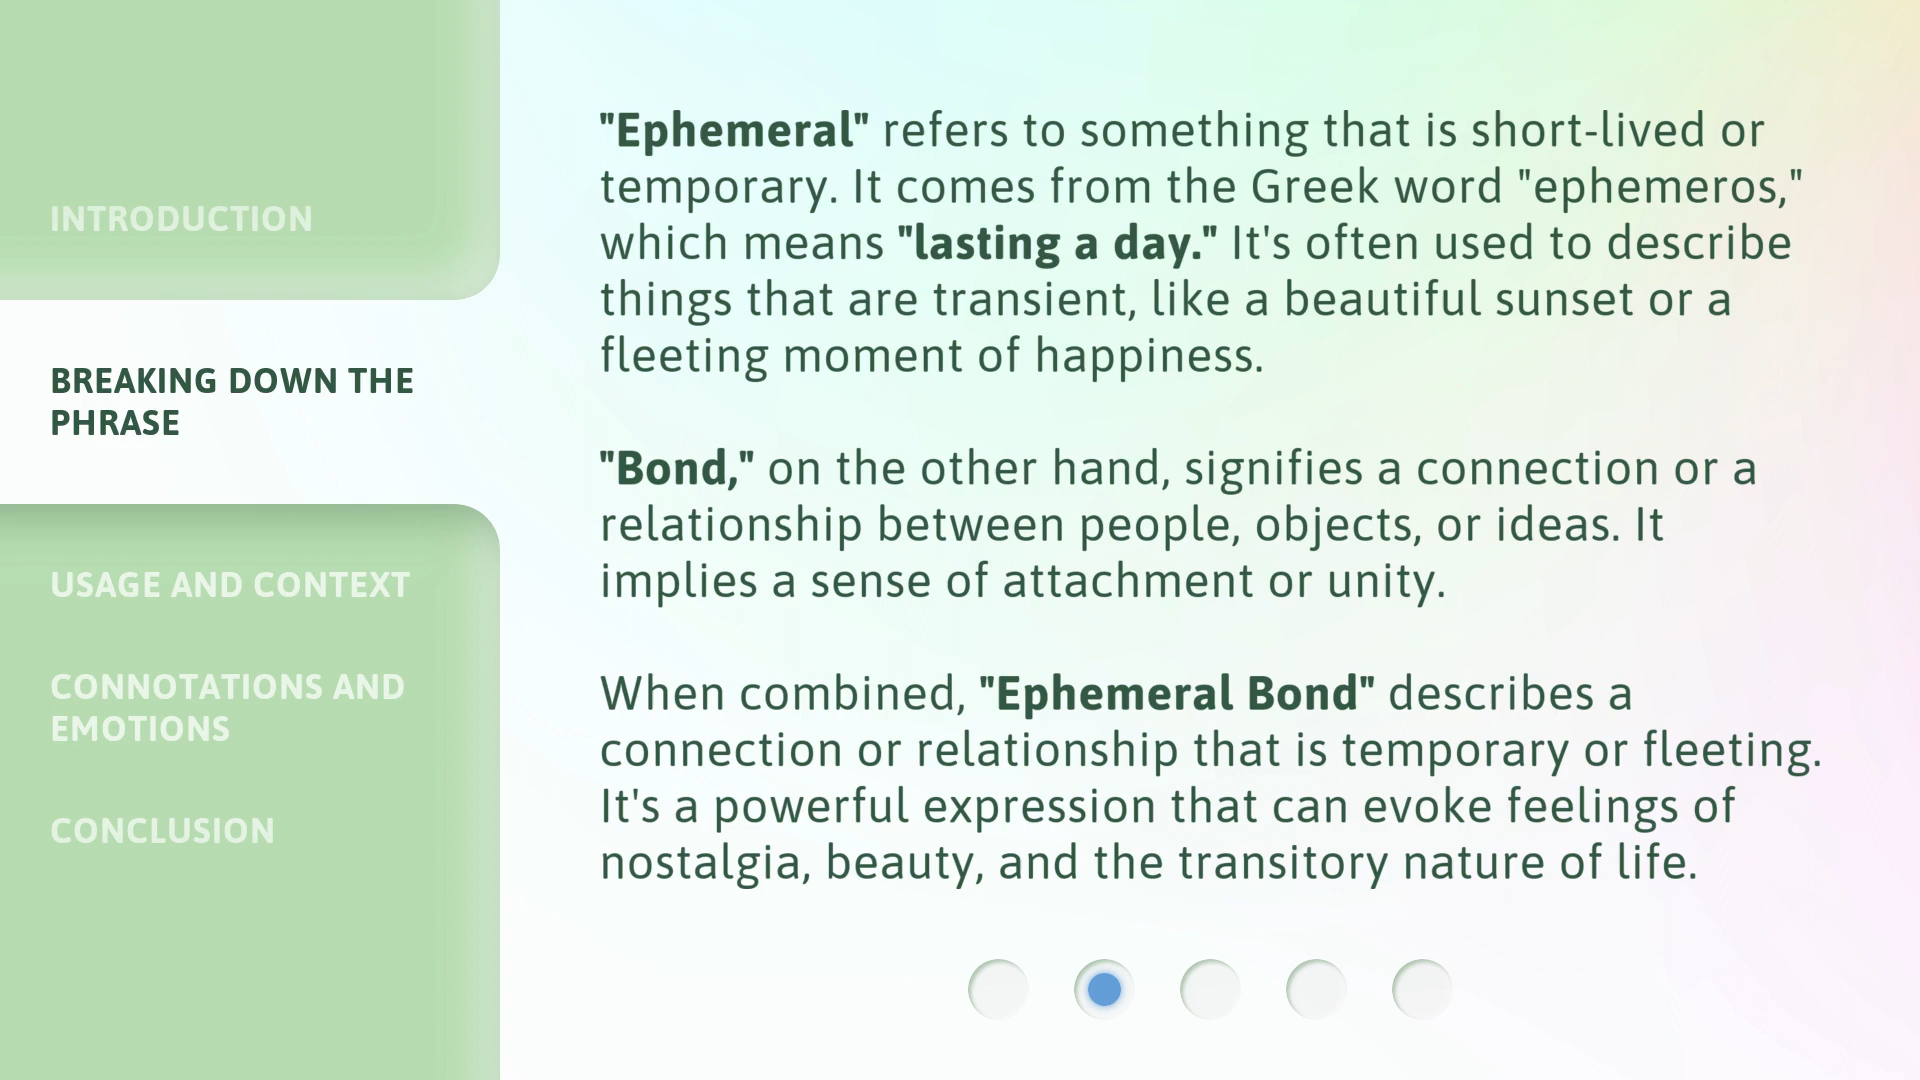 INTRODUCTION
BREAKING DOWN THE
PHRASE
USAGE AND CONTEXT
CONNOTATIONS AND
EMOTIONS
CONCLUSION
"Ephemeral" refers to something that is short-lived or
temporary. It comes from the Greek word "ephemeros,"
which means "lasting a day." It's often used to describe
things that are transient, like a beautiful sunset or a
fleeting moment of happiness.
"Bond," on the other hand, signifies a connection or a
relationship between people, objects, or ideas. It
implies a sense of attachment or unity.
When combined, "Ephemeral Bond" describes a
connection or relationship that is temporary or fleeting.
It's a powerful expression that can evoke feelings of
nostalgia, beauty, and the transitory nature of life.